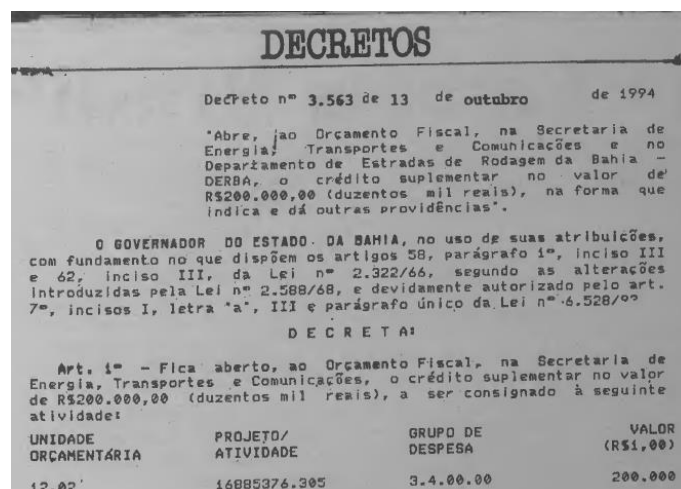 DECRETOS
Decreto nº 3.563 de 13 de outubro de 1994
"Abre, ao Orçamento Fiscal, na Secretaria de
Energia, Transportes e Comunicações e no
Departamento de Estradas de Rodagem da Bahia -
DERBA, o crédito suplementar no valor de
R$200.000,00 (duzentos mil reais), na forma que
indica e dá outras providências".
O GOVERNADOR DO ESTADO DA BAHIA, no uso de suas atribuições,
com fundamento no que dispõem os artigos 58, parágrafo 1º, inciso III
e 62, inciso III, da Lei nº 2.322/66, segundo as alterações
introduzidas pela Lei nº 2.588/68, e devidamente autorizado pelo art.
7º, incisos I, letra "a", III e parágrafo único da Lei nº 6.528/
D E C R E T A:
Art. 1º - Fica aberto, ao Orçamento Fiscal, na Secretaria de
Energia, Transportes e Comunicações, o crédito suplementar no valor
de R$200.000,00 (duzentos mil reais), a ser consignado à seguinte
atividade:
UNIDADE PROJETO/ GRUPO DE VALOR
ORÇAMENTÁRIA ATIVIDADE DESPESA (R$1,00)
12.02 16885376.305 3.4.00.00 200.000